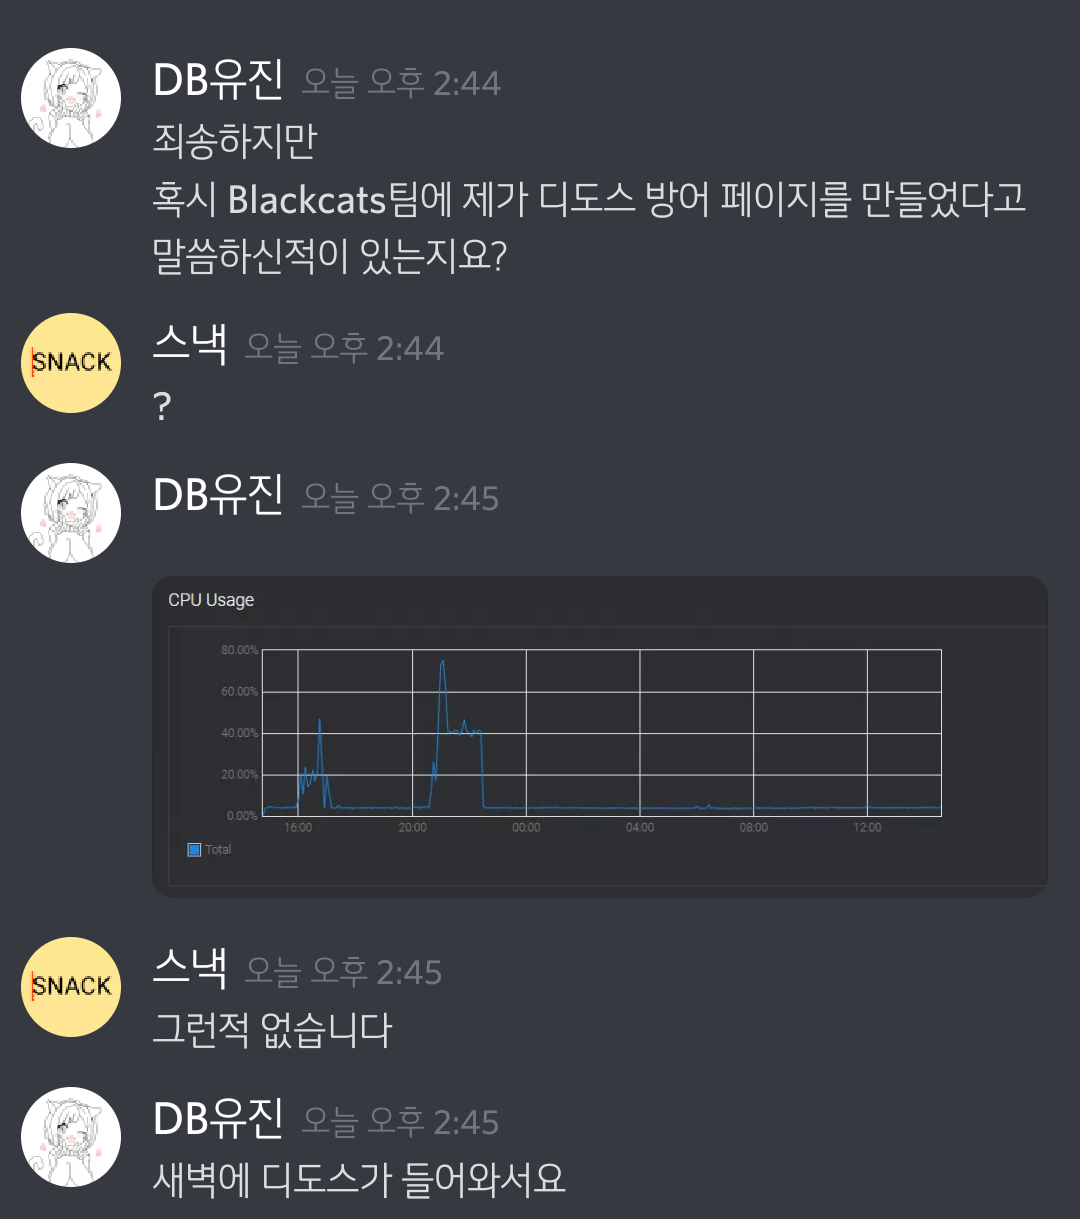 DB유진 오늘 오후 2:44
죄송하지만
혹시 Blackcats팀에 제가 디도스 방어 페이지를 만들었다고
말씀하신적이 있는지요?
SNACK
스낵 오늘 오후 2:44
?
DB유진 오늘 오후 2:45
CPU Usage
80.00%
60.00%
40.00%
20.00%
0.00%
16:00 20:00 00:00 04:00 08:00 12:00
Total
SNACK
스낵 오늘 오후 2:45
그런적 없습니다
DB유진 오늘 오후 2:45
새벽에 디도스가 들어와서요